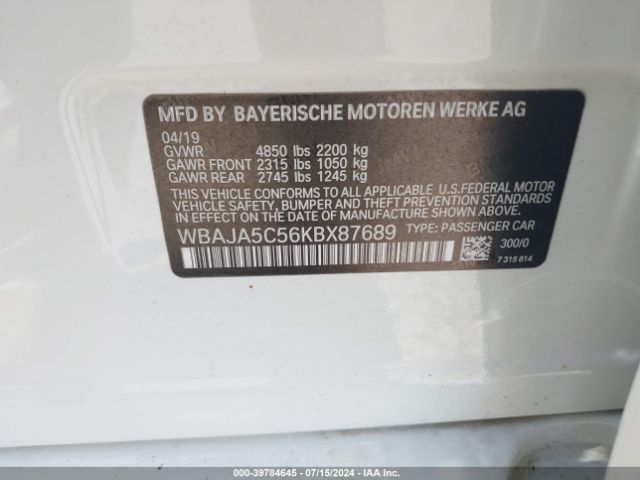 MFD BY BAYERISCHE MOTOREN WERKE AG
04/19
GVWR 4850 lbs 2200 kg
GAWR FRONT 2315 lbs 1050 kg
GAWR REAR 2745 lbs 1245 kg
THIS VEHICLE CONFORMS TO ALL APPLICABLE U.S.FEDERAL MOTOR
VEHICLE SAFETY, BUMPER, AND THEFT PREVENTION STANDARDS
IN EFFECT ON THE DATE OF MANUFACTURE SHOWN ABOVE.
WBAJA5C56KBX87689 TYPE: PASSENGER CAR
300/0
7 315 814
000-39784645 - 07/15/2024 - IAA Inc.